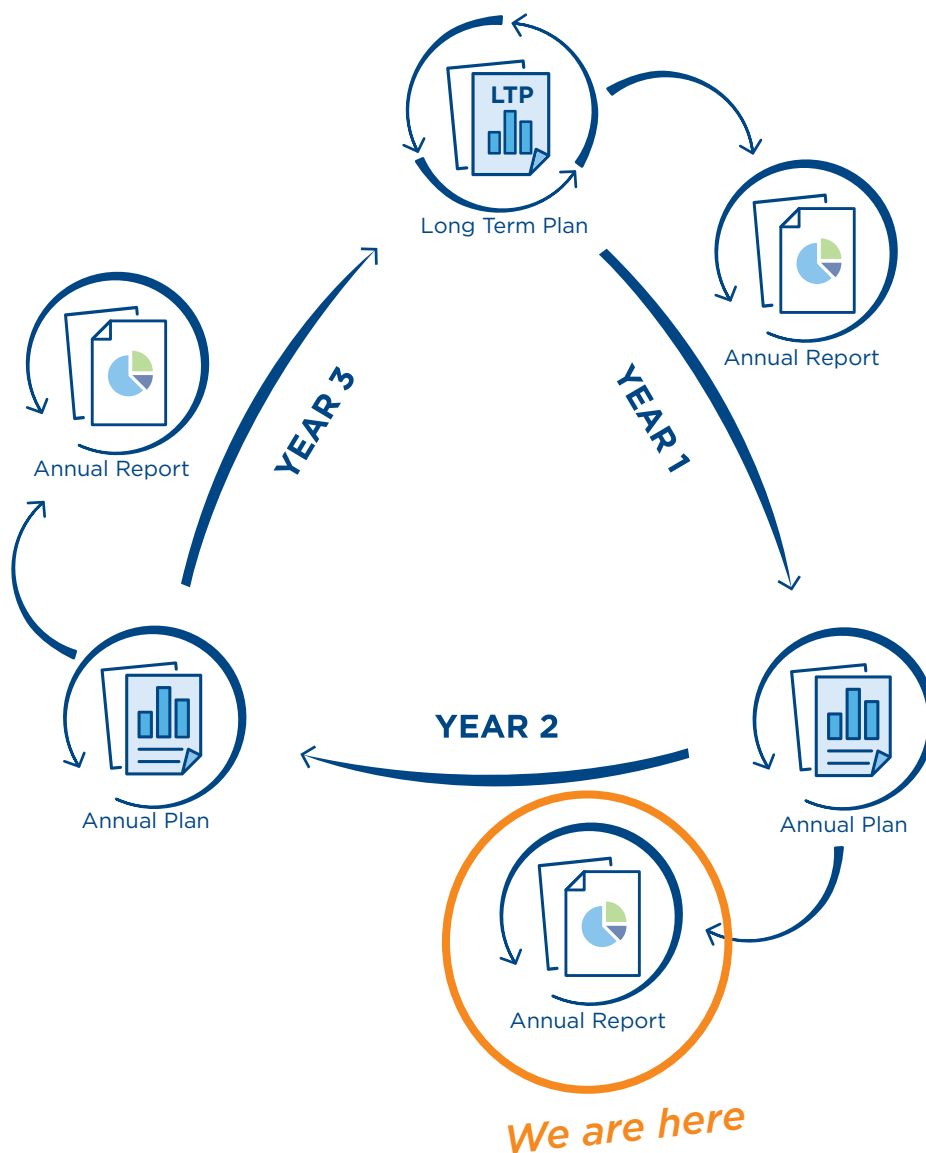 LTP
Long Term Plan
Annual Report
YEAR 1
Annual Plan
YEAR 2
Annual Report
We are here
Annual Plan
Annual Report
YEAR 3